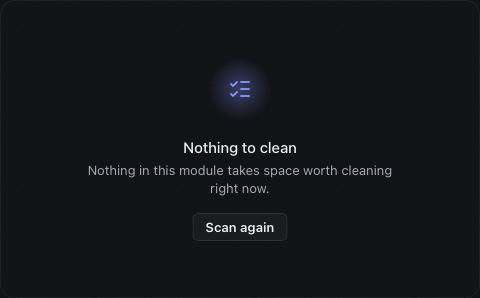 Nothing to clean
Nothing in this module takes space worth cleaning
right now.
Scan again